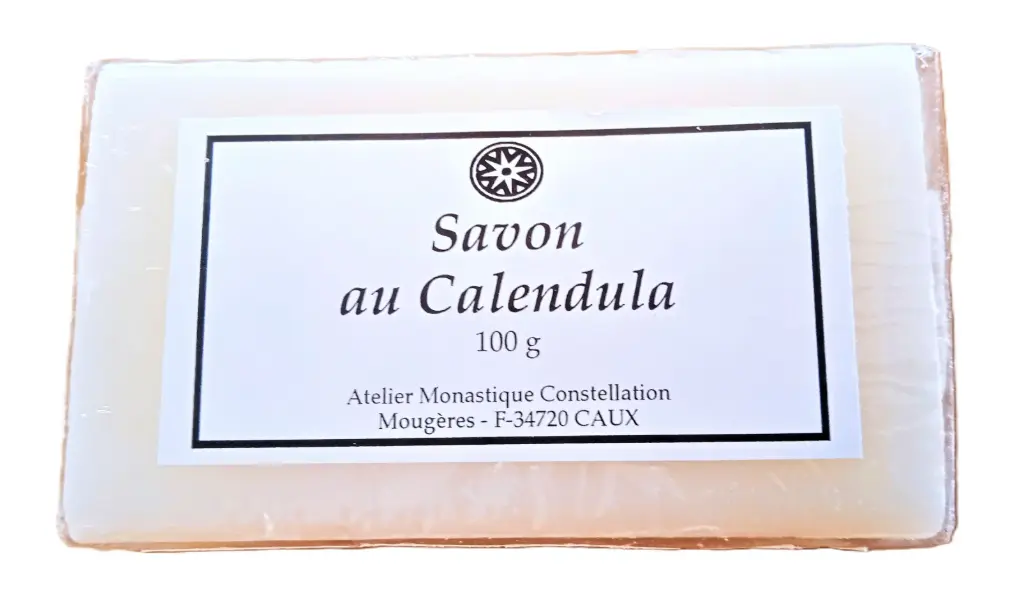 Savon
au Calendula
100 g
Atelier Monastique Constellation
Mougères - F-34720 CAUX